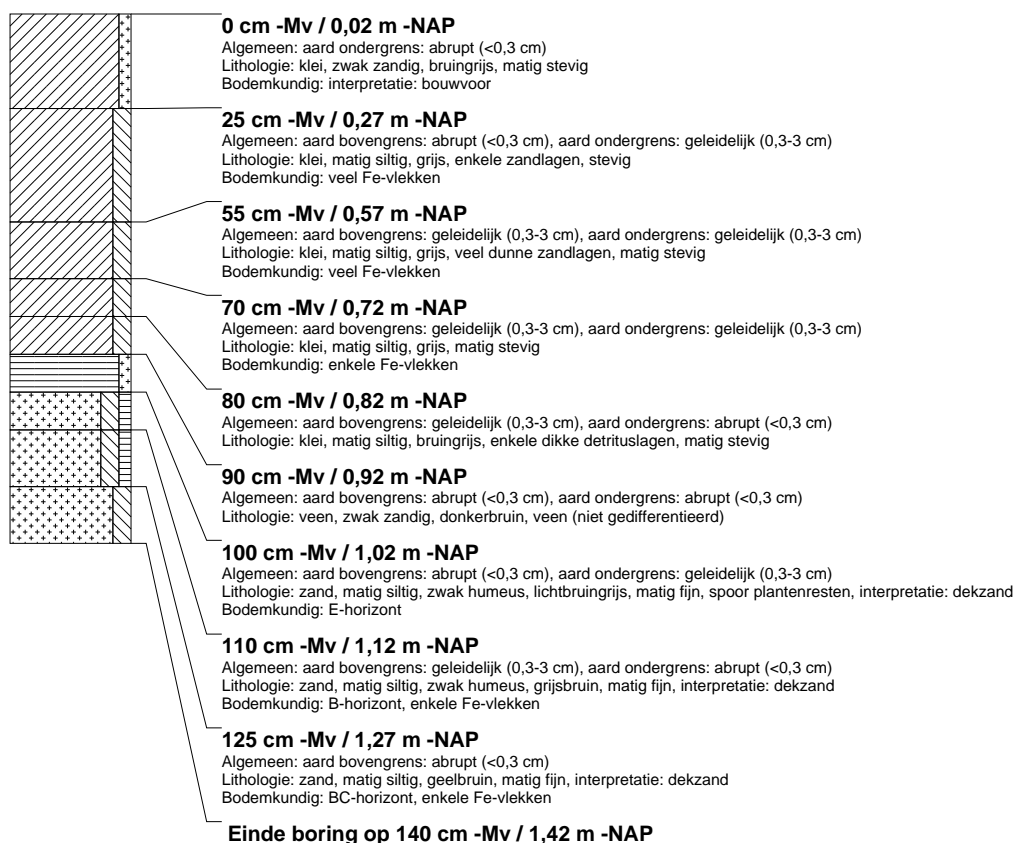 0 cm -Mv / 0,02 m -NAP
Algemeen: aard ondergrens: abrupt (<0,3 cm)
Lithologie: klei, zwak zandig, bruingrijs, matig stevig
Bodemkundig: interpretatie: bouwvoor
25 cm -Mv / 0,27 m -NAP
Algemeen: aard bovengrens: abrupt (<0,3 cm), aard ondergrens: geleidelijk (0,3-3 cm)
Lithologie: klei, matig siltig, grijs, enkele zandlagen, stevig
Bodemkundig: veel Fe-vlekken
55 cm -Mv / 0,57 m -NAP
Algemeen: aard bovengrens: geleidelijk (0,3-3 cm), aard ondergrens: geleidelijk (0,3-3 cm)
Lithologie: klei, matig siltig, grijs, veel dunne zandlagen, matig stevig
Bodemkundig: veel Fe-vlekken
70 cm -Mv / 0,72 m -NAP
Algemeen: aard bovengrens: geleidelijk (0,3-3 cm), aard ondergrens: geleidelijk (0,3-3 cm)
Lithologie: klei, matig siltig, grijs, matig stevig
Bodemkundig: enkele Fe-vlekken
80 cm -Mv / 0,82 m -NAP
Algemeen: aard bovengrens: geleidelijk (0,3-3 cm), aard ondergrens: abrupt (<0,3 cm)
Lithologie: klei, matig siltig, bruingrijs, enkele dikke detrituslagen, matig stevig
90 cm -Mv / 0,92 m -NAP
Algemeen: aard bovengrens: abrupt (<0,3 cm), aard ondergrens: abrupt (<0,3 cm)
Lithologie: veen, zwak zandig, donkerbruin, veen (niet gedifferentieerd)
100 cm -Mv / 1,02 m -NAP
Algemeen: aard bovengrens: abrupt (<0,3 cm), aard ondergrens: geleidelijk (0,3-3 cm)
Lithologie: zand, matig siltig, zwak humeus, lichtbruingrijs, matig fijn, spoor plantenresten, interpretatie: dekzand
Bodemkundig: E-horizont
110 cm -Mv / 1,12 m -NAP
Algemeen: aard bovengrens: geleidelijk (0,3-3 cm), aard ondergrens: abrupt (<0,3 cm)
Lithologie: zand, matig siltig, zwak humeus, grijsbruin, matig fijn, interpretatie: dekzand
Bodemkundig: B-horizont, enkele Fe-vlekken
125 cm -Mv / 1,27 m -NAP
Algemeen: aard bovengrens: abrupt (<0,3 cm)
Lithologie: zand, matig siltig, geelbruin, matig fijn, interpretatie: dekzand
Bodemkundig: BC-horizont, enkele Fe-vlekken
Einde boring op 140 cm -Mv / 1,42 m -NAP